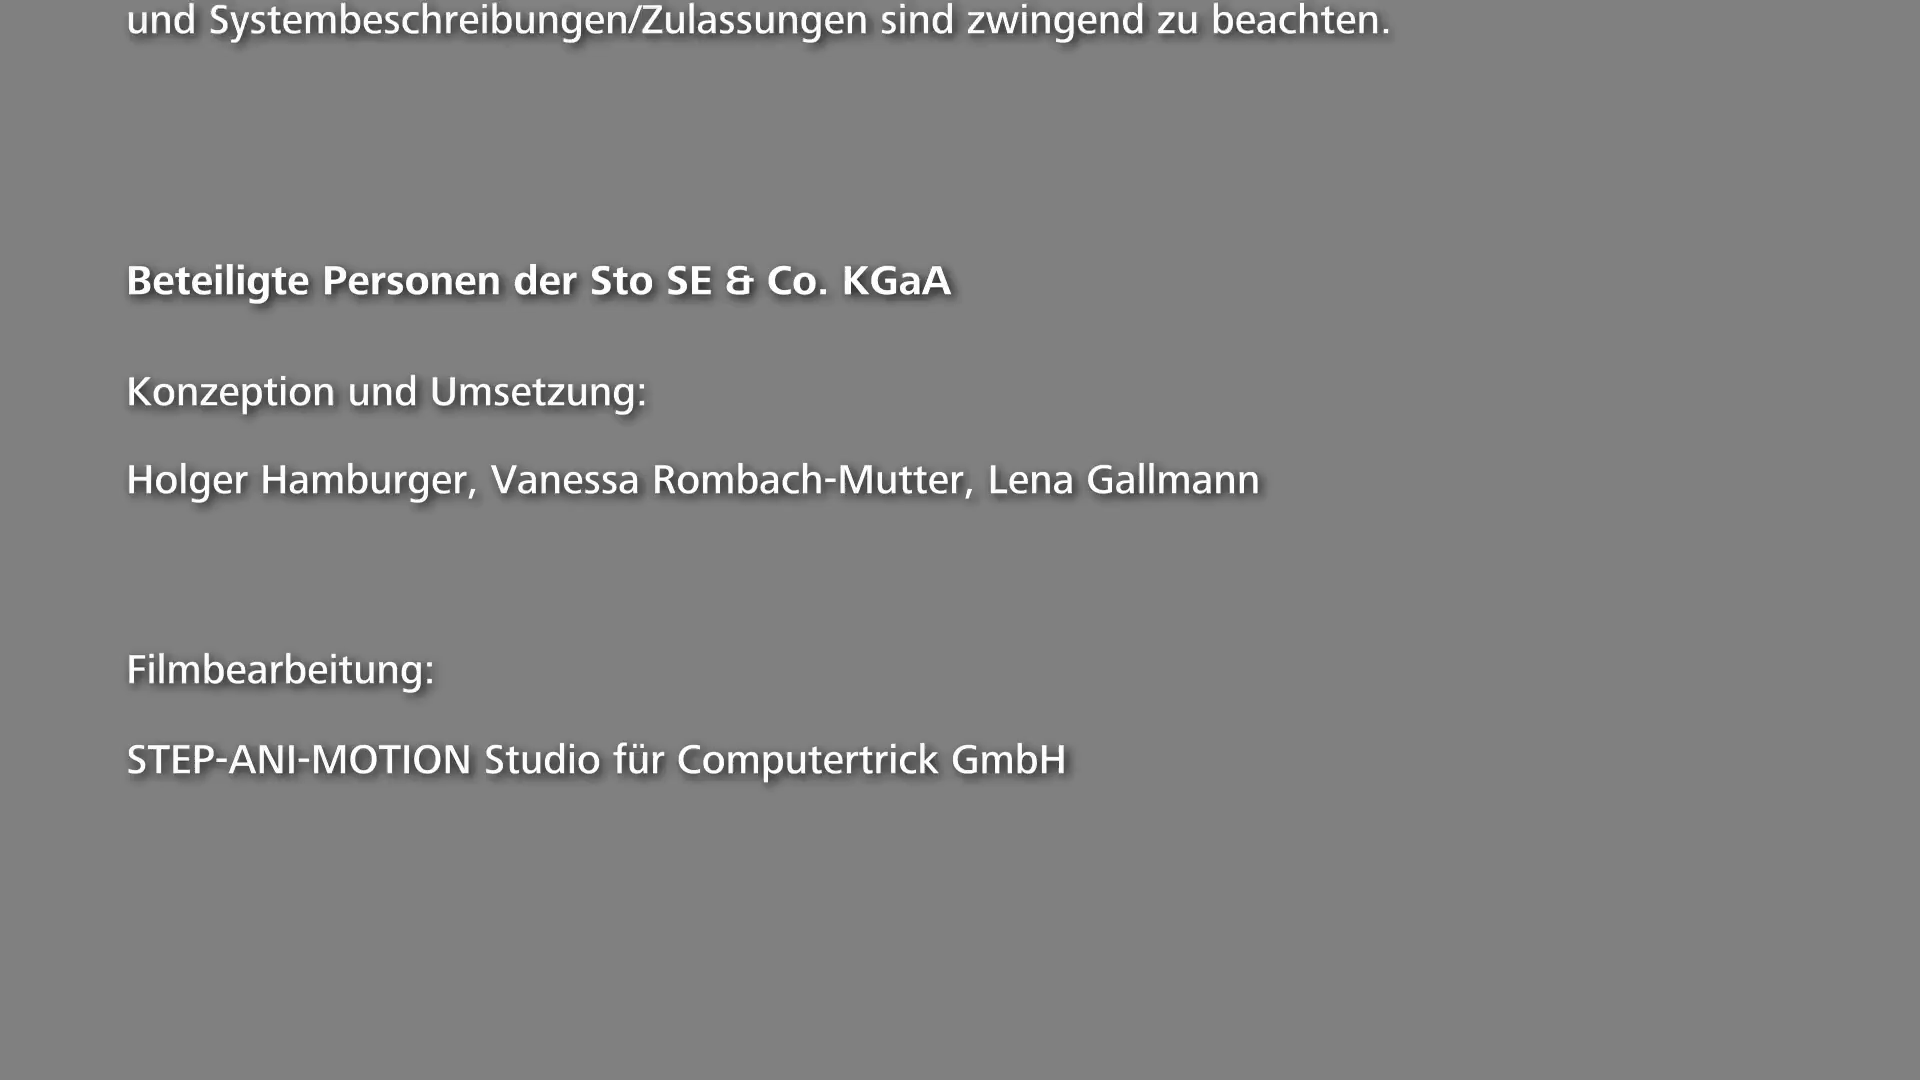 und Systembeschreibungen/Zulassungen sind zwingend zu beachten.
Beteiligte Personen der Sto SE & Co. KGaA
Konzeption und Umsetzung:
Holger Hamburger, Vanessa Rombach-Mutter, Lena Gallmann
Filmbearbeitung:
STEP-ANI-MOTION Studio für Computertrick GmbH